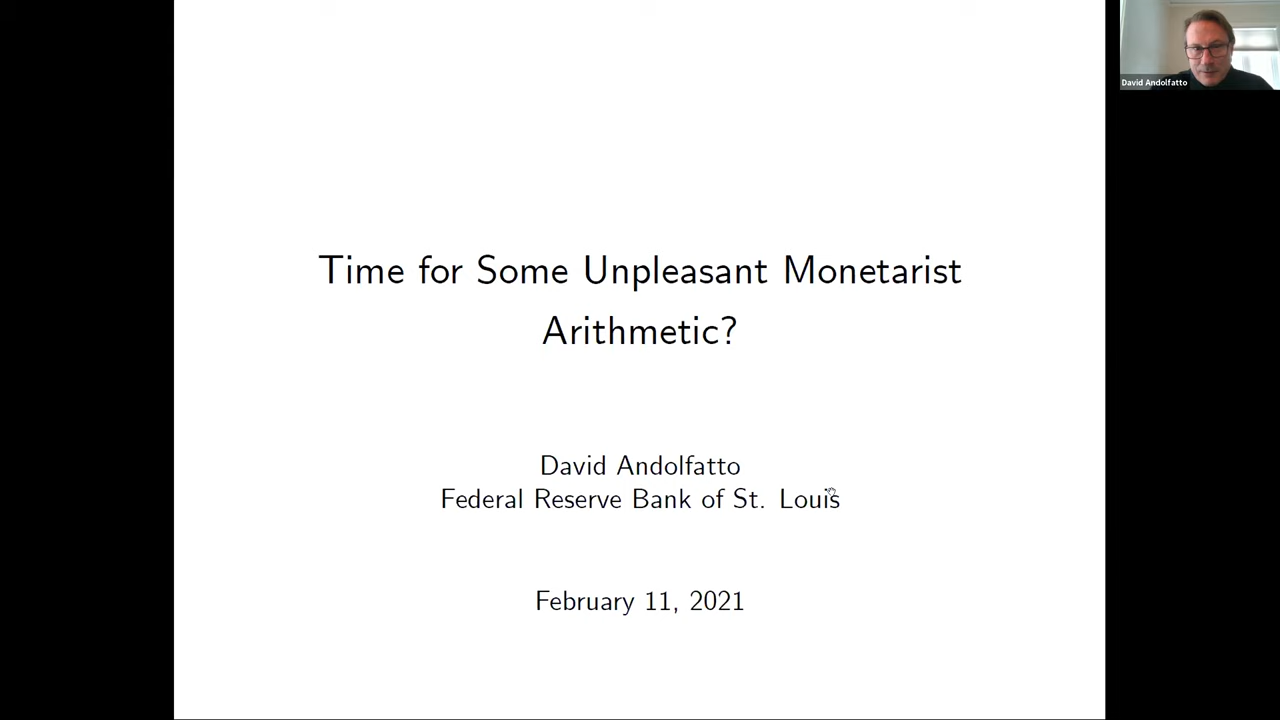 Time for Some Unpleasant Monetarist
Arithmetic?
David Andolfatto
Federal Reserve Bank of St. Louis
February 11, 2021
David Andolfatto